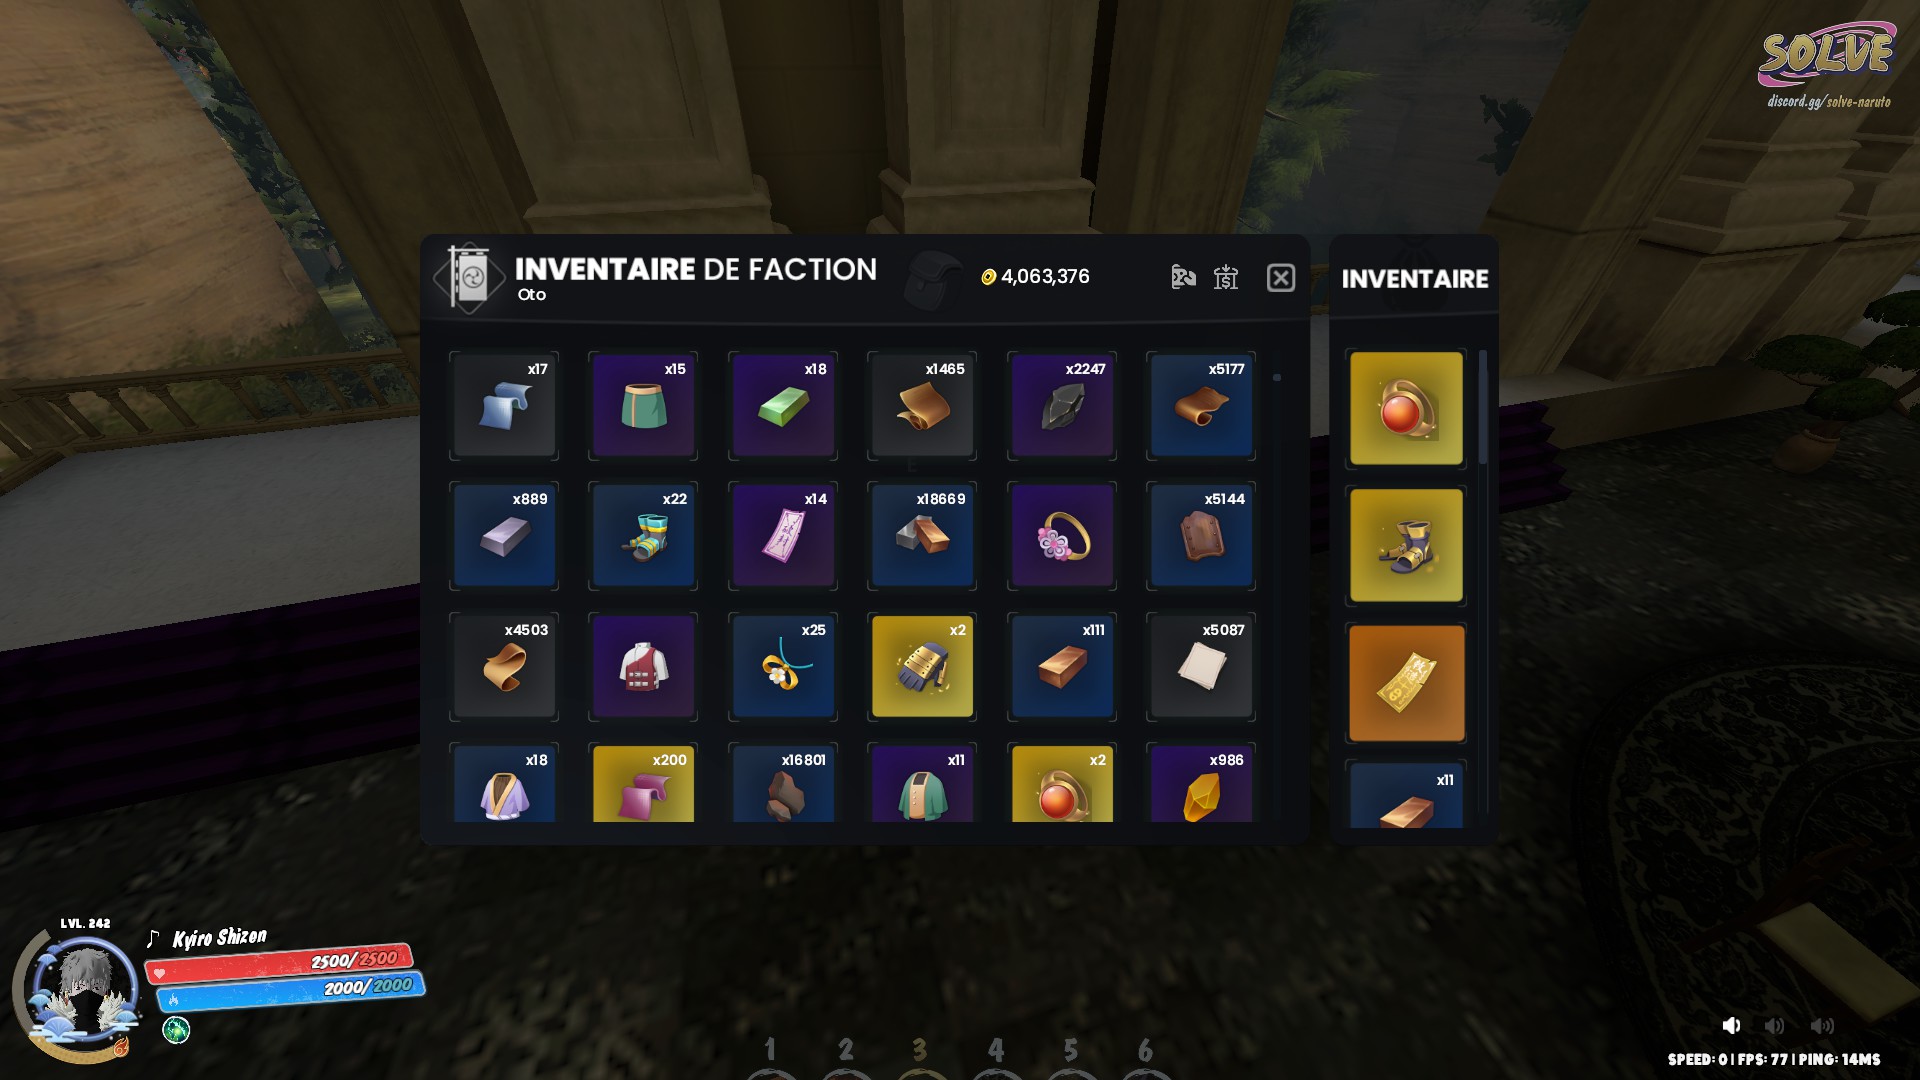 SOLVE
discord.gg/solve-naruto
INVENTAIRE DE FACTION
Oto
4,063,376
INVENTAIRE
x17
x15
x18
x1465
x2247
x5177
x889
x22
x14
x18669
x5144
x4503
x25
x2
x111
x5087
x18
x200
x16801
x11
x2
x986
x11
LVL. 242
Kyiro Shizen
2500/2500
2000/2000
1 2 3 4 5 6
SPEED: 0 | FPS: 77 | PING: 14MS